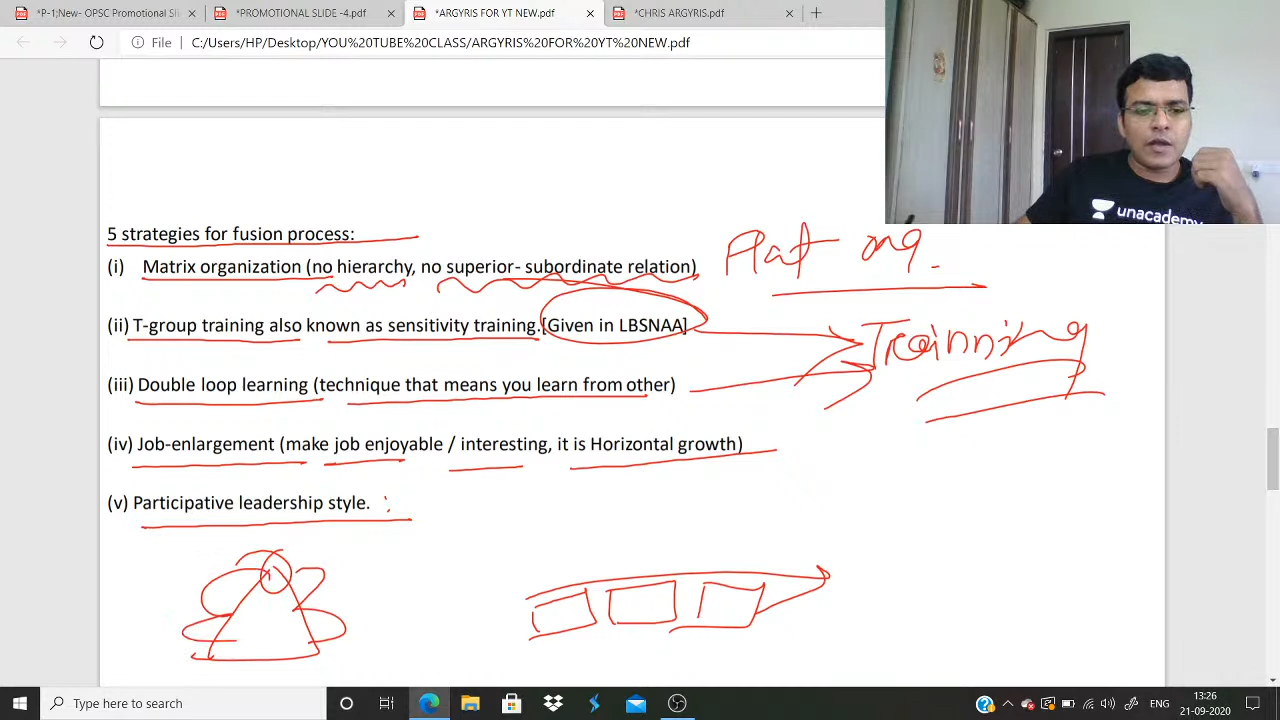 *P-1;New- OPSC Promotional S
*PROMOTIONAL SLIDE -4.pdf
*ARGYRIS FOR YT NEW.pdf
*CHRIS ARGYRIS.pdf
File C:/Users/HP/Desktop/YOU%20TUBE%20CLASS/ARGYRIS%20FOR%20YT%20NEW.pdf
unacademy
5 strategies for fusion process:
(i) Matrix organization (no hierarchy, no superior- subordinate relation)
Flat org.
(ii) T-group training also known as sensitivity training.[Given in LBSNAA]
Trainning
(iii) Double loop learning (technique that means you learn from other)
(iv) Job-enlargement (make job enjoyable / interesting, it is Horizontal growth)
(v) Participative leadership style. :
Type here to search
ENG
13:26
21-09-2020